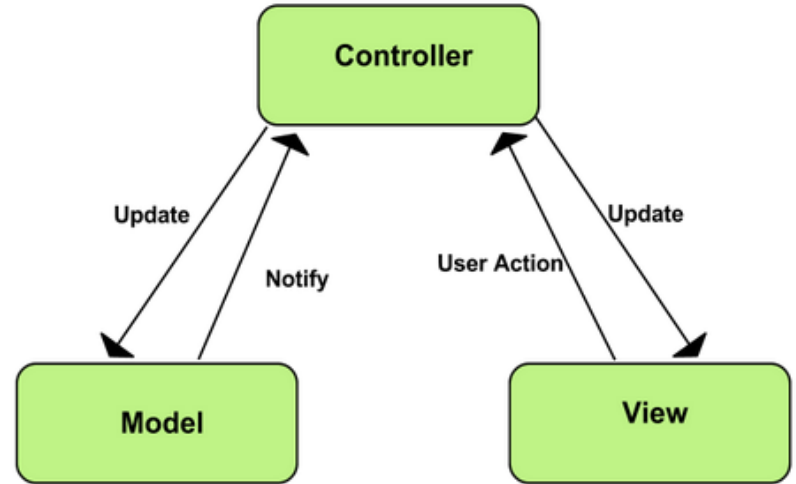 Controller
Update
Update
User Action
Notify
Model
View